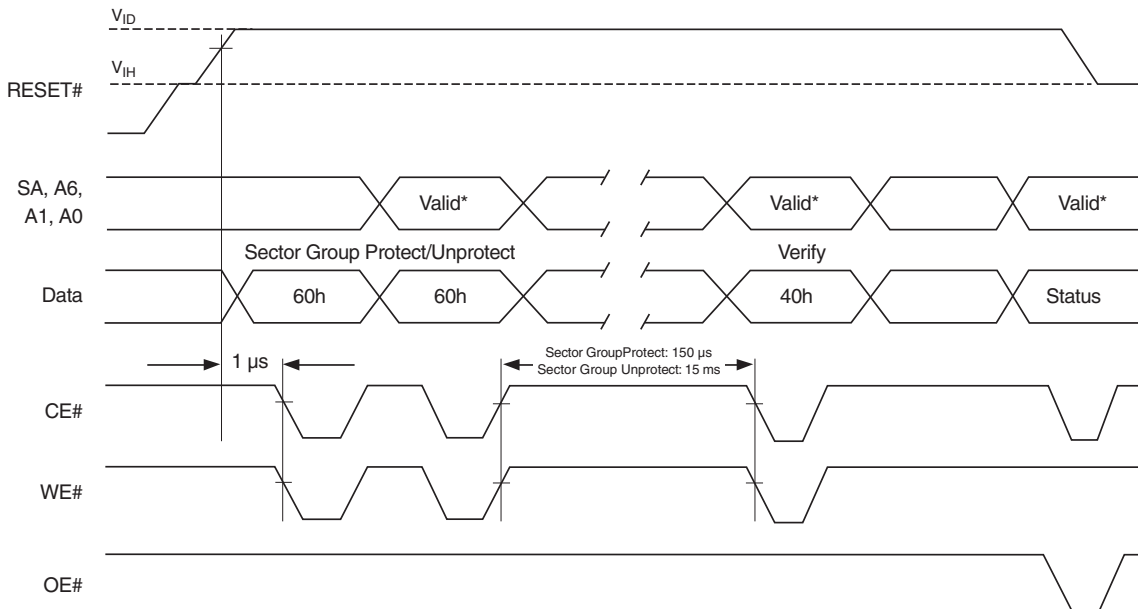 VID
VIH
RESET#
SA, A6,
A1, A0
Valid* Valid* Valid*
Sector Group Protect/Unprotect Verify
Data 60h 60h 40h Status
1 µs
Sector GroupProtect: 150 µs
Sector Group Unprotect: 15 ms
CE#
WE#
OE#